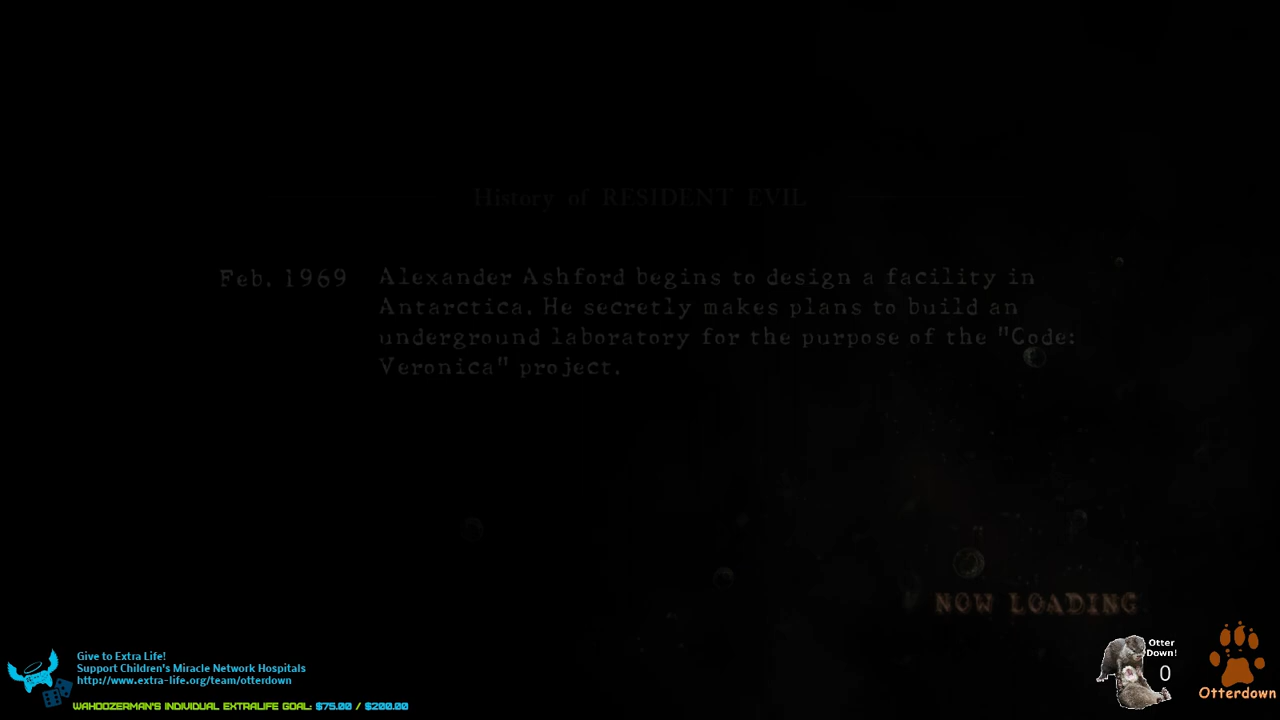 History of RESIDENT EVIL
Feb. 1969 Alexander Ashford begins to design a facility in
Antarctica. He secretly makes plans to build an
underground laboratory for the purpose of the "Code:
Veronica" project.
NOW LOADING
Give to Extra Life!
Support Children's Miracle Network Hospitals
http://www.extra-life.org/team/otterdown
WAHDOZERMAN'S INDIVIDUAL EXTRALIFE GOAL: $75.00 / $200.00
Otter
Down!
0
Otterdown